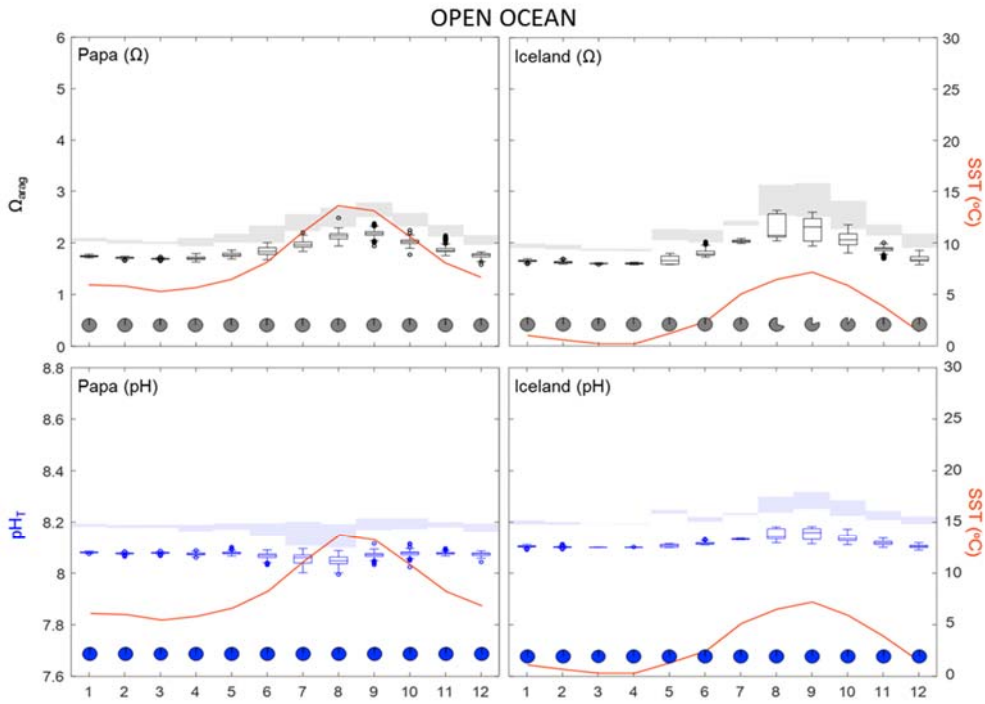 OPEN OCEAN
Papa (Ω)
Iceland (Ω)
6
5
4
3
2
1
0
Ωarag
30
25
20
15
10
5
0
SST (ºC)
Papa (pH)
Iceland (pH)
8.8
8.6
8.4
8.2
8
7.8
7.6
pHT
30
25
20
15
10
5
0
SST (ºC)
1 2 3 4 5 6 7 8 9 10 11 12
1 2 3 4 5 6 7 8 9 10 11 12